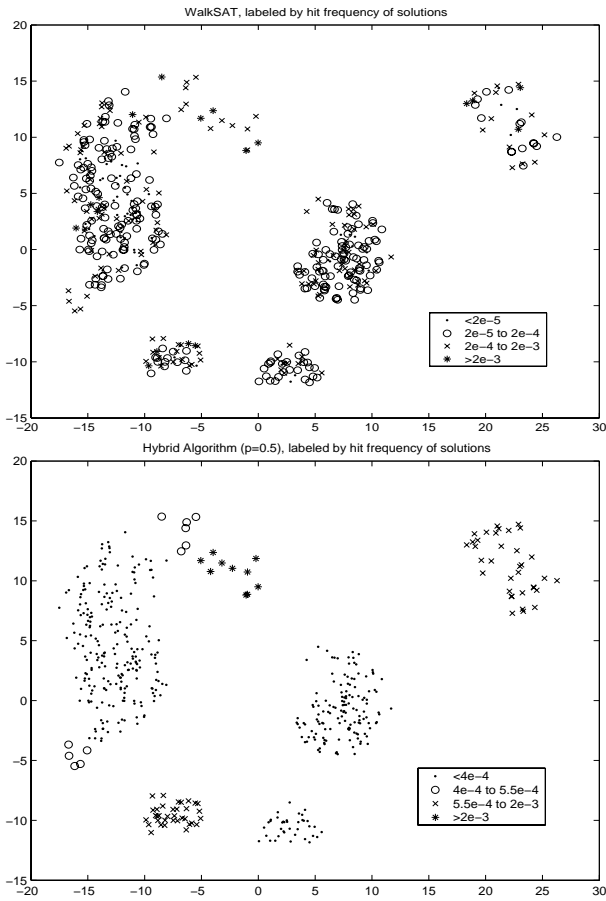 WalkSAT, labeled by hit frequency of solutions
20
15
10
5
0
−5
−10
−15
−20 −15 −10 −5 0 5 10 15 20 25 30
<2e−5
2e−5 to 2e−4
2e−4 to 2e−3
>2e−3
Hybrid Algorithm (p=0.5), labeled by hit frequency of solutions
20
15
10
5
0
−5
−10
−15
−20 −15 −10 −5 0 5 10 15 20 25 30
<4e−4
4e−4 to 5.5e−4
5.5e−4 to 2e−3
>2e−3